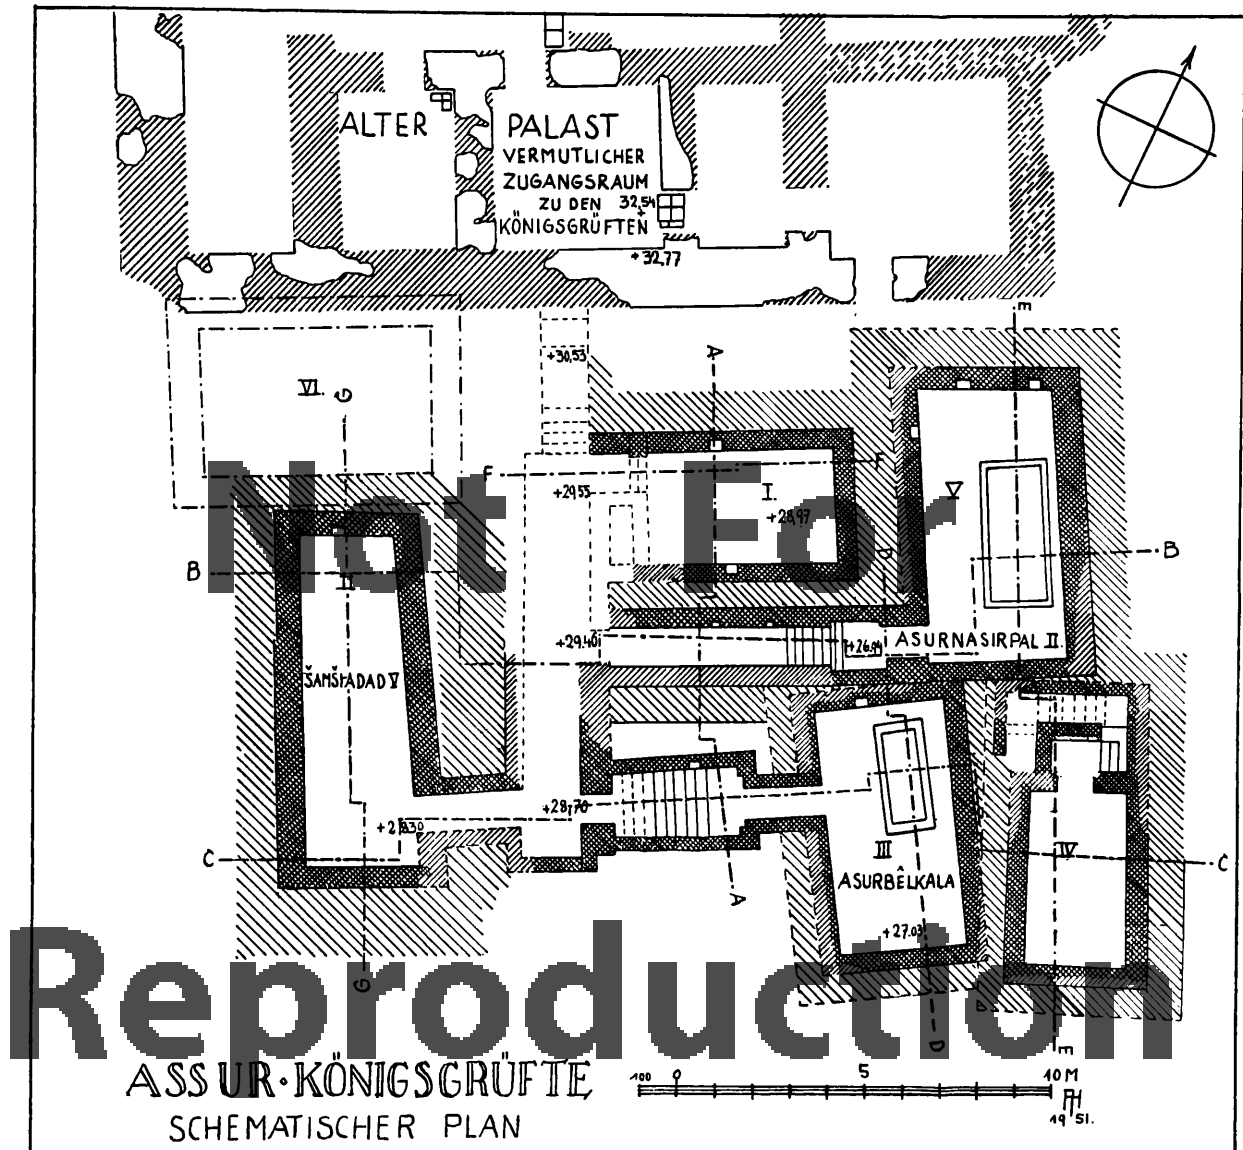 ALTER PALAST
VERMUTLICHER
ZUGANGSRAUM
ZU DEN 32,54
+
KÖNIGSGRÜFTEN
+32,77
E
+30,53
A
VI.
G
F
F
I.
V
+29,55
+28,97
D
B
B
II
J
+29.40
+26.94
ASURNASIRPAL II.
ŠAMŠIADAD V
+28,70
C
III
IV
C
ASURBÊLKALA
A
+27.03
G
D
E
Not For
Reproduction
ASSUR·KÖNIGSGRÜFTE
SCHEMATISCHER PLAN
100 0 5 10 M
19 51.